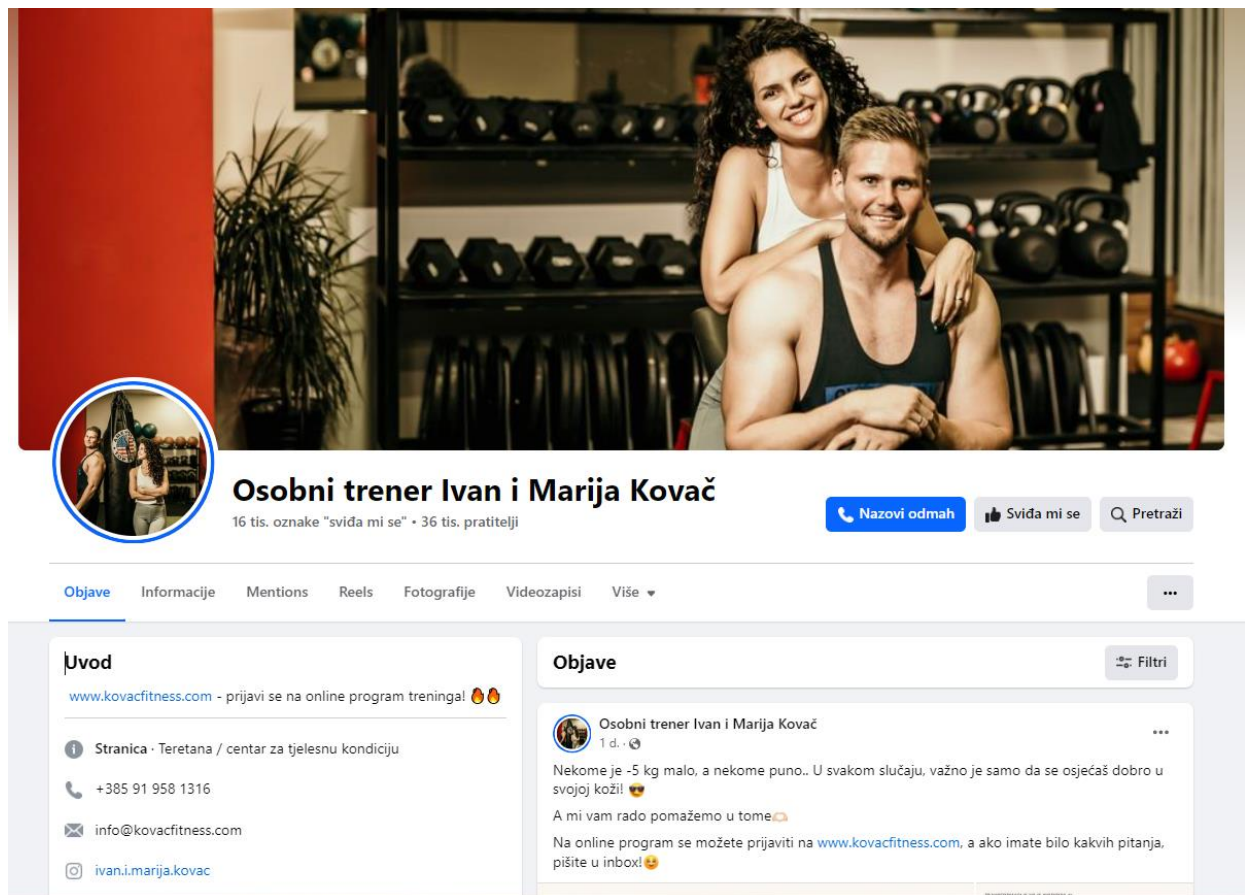 Osobni trener Ivan i Marija Kovač
16 tis. oznake "sviđa mi se" • 36 tis. pratitelji
Nazovi odmah
Sviđa mi se
Pretraži
Objave Informacije Mentions Reels Fotografije Videozapisi Više
Uvod
www.kovacfitness.com - prijavi se na online program treninga! 🔥🔥
Stranica · Teretana / centar za tjelesnu kondiciju
+385 91 958 1316
info@kovacfitness.com
ivan.i.marija.kovac
Objave
Filtri
Osobni trener Ivan i Marija Kovač
1 d. ·
Nekome je -5 kg malo, a nekome puno.. U svakom slučaju, važno je samo da se osjećaš dobro u
svojoj koži! 😎
A mi vam rado pomažemo u tome🫶🏻
Na online program se možete prijaviti na www.kovacfitness.com, a ako imate bilo kakvih pitanja,
pišite u inbox!😉